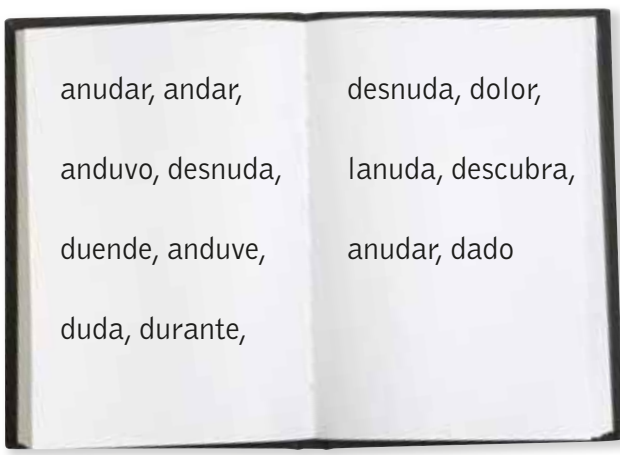 anudar, andar,
anduvo, desnuda,
duende, anduve,
duda, durante,
desnuda, dolor,
lanuda, descubra,
anudar, dado